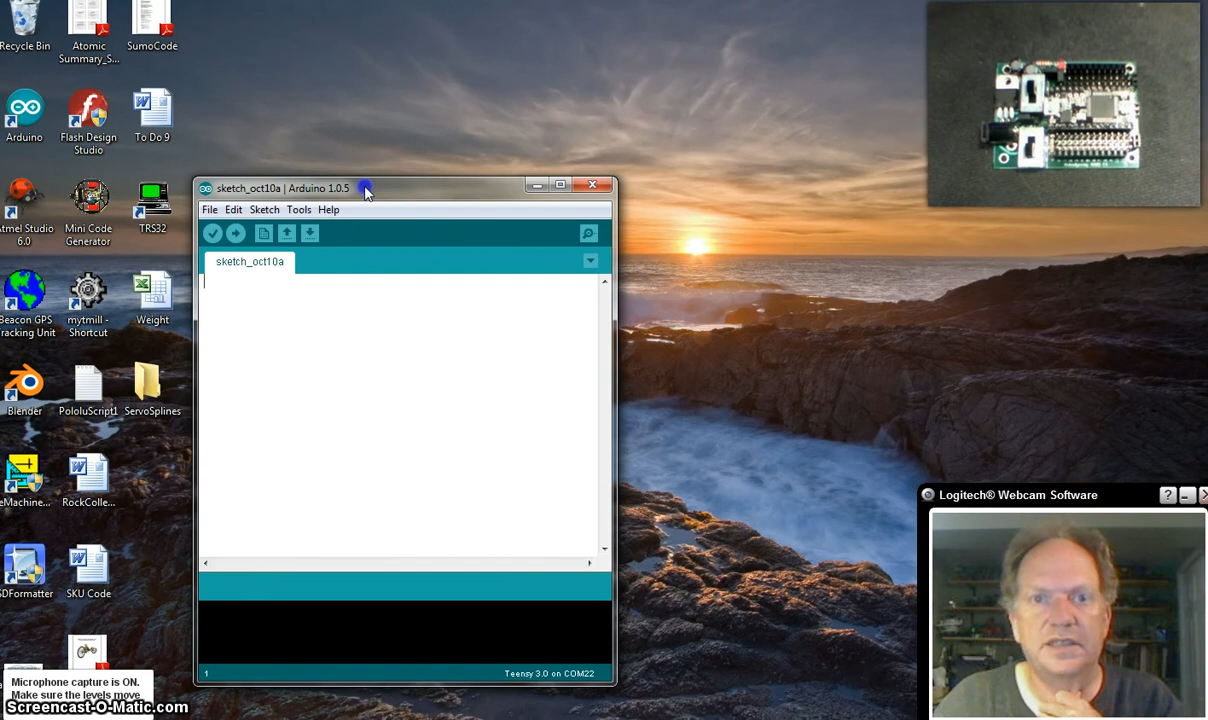 Recycle Bin
Atomic
Summary_S...
SumoCode
Arduino
Flash Design
Studio
To Do 9
Atmel Studio
6.0
Mini Code
Generator
TRS32
Beacon GPS
Tracking Unit
mytmill -
Shortcut
Weight
Blender
PololuScript1
ServoSplines
eMachine...
RockColle...
SDFormatter
SKU Code
Microphone capture is ON.
Make sure the levels move
Screencast-O-Matic.com
sketch_oct10a | Arduino 1.0.5
File Edit Sketch Tools Help
sketch_oct10a
1
Teensy 3.0 on COM22
Logitech® Webcam Software
?